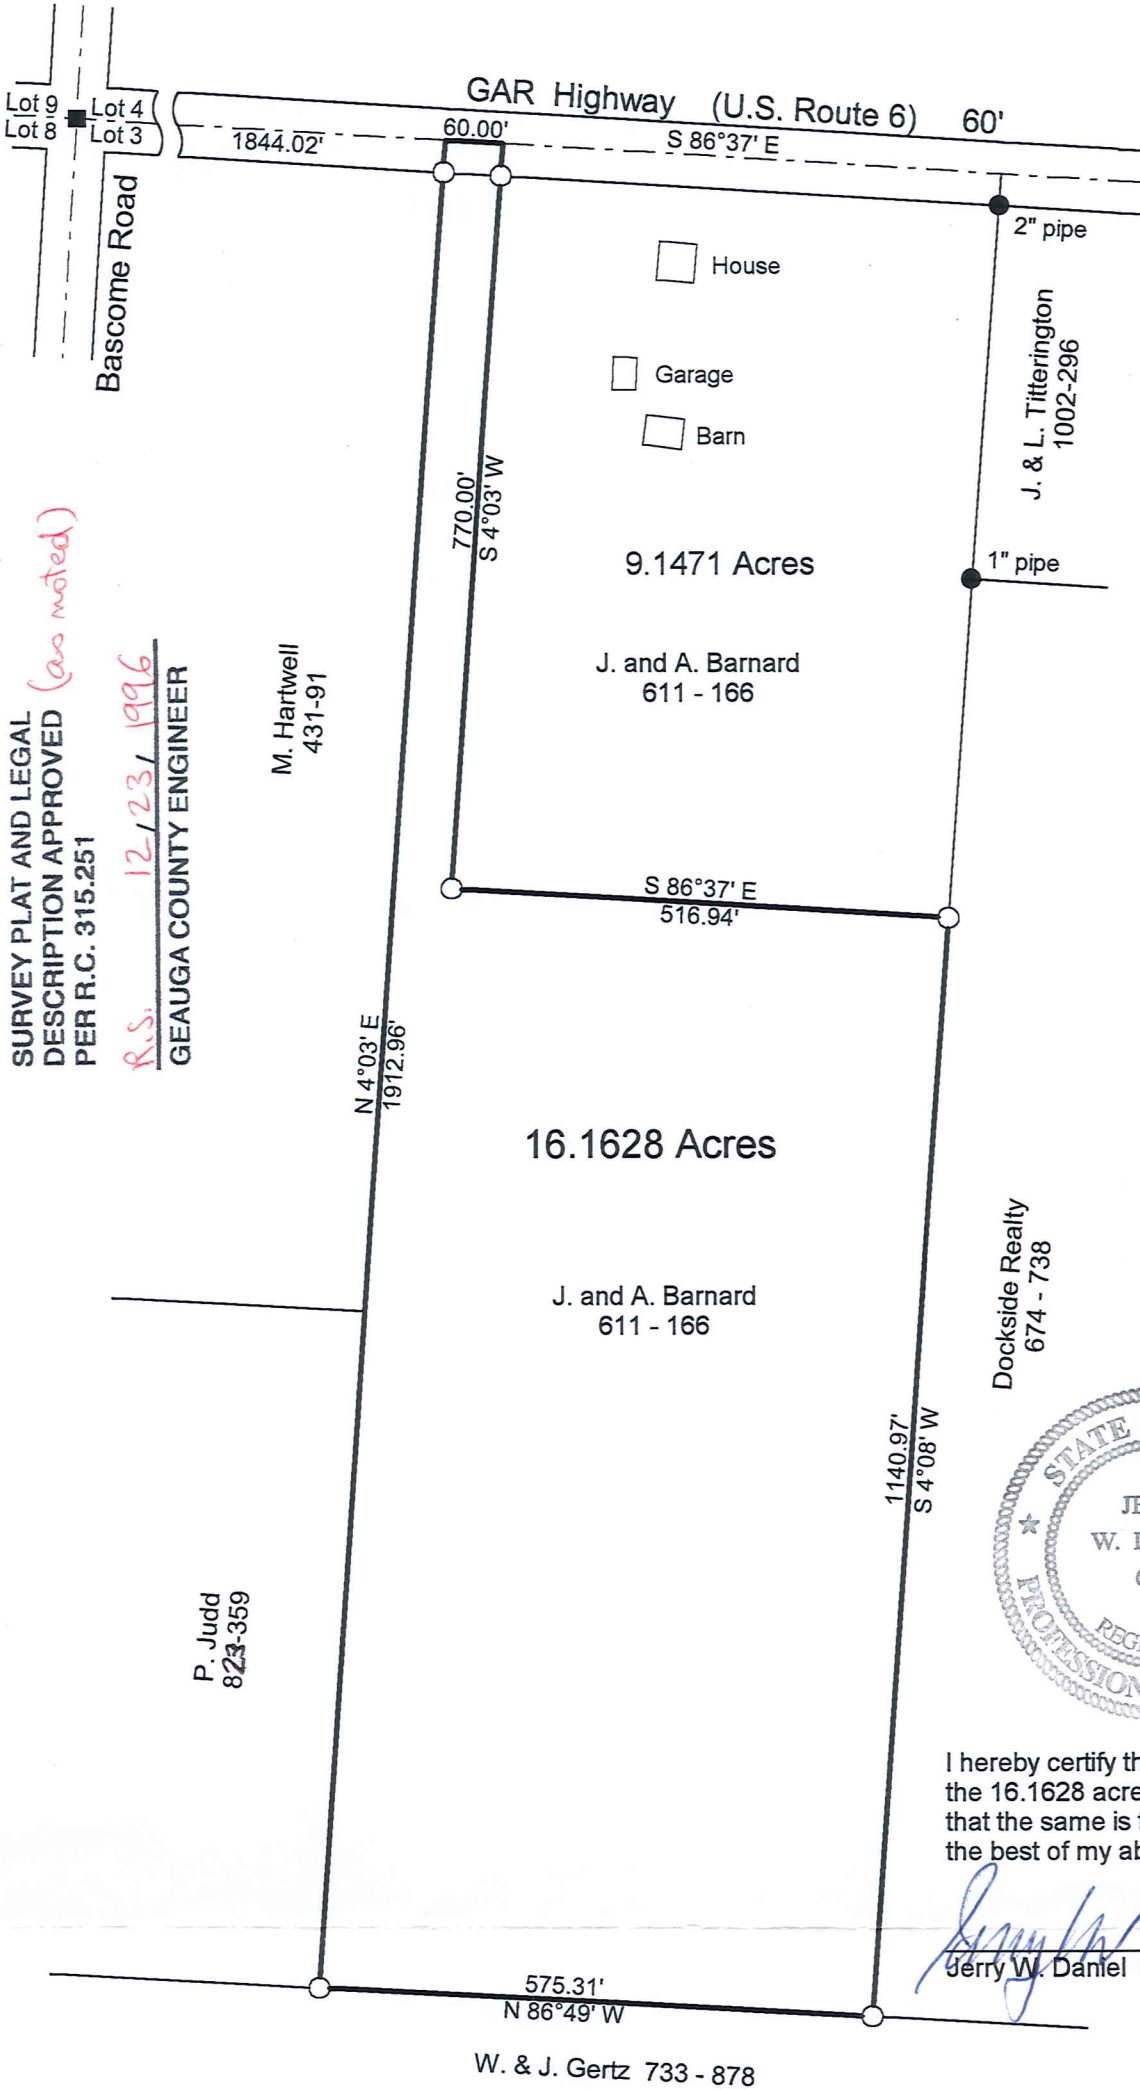 GAR Highway (U.S. Route 6) 60'
Lot 9 Lot 4
Lot 8 Lot 3
1844.02'
60.00'
S 86°37' E
Bascome Road
2" pipe
House
Garage
Barn
J. & L. Titterington
1002-296
770.00'
S 4°03' W
9.1471 Acres
1" pipe
J. and A. Barnard
611 - 166
SURVEY PLAT AND LEGAL
DESCRIPTION APPROVED (as noted)
PER R.C. 315.251
R.S. 12/23/1996
GEAUGA COUNTY ENGINEER
M. Hartwell
431-91
S 86°37' E
516.94'
N 4°03' E
1912.96'
16.1628 Acres
J. and A. Barnard
611 - 166
Dockside Realty
674 - 738
1140.97'
S 4°08' W
STATE
W.
PROFESSION
REG
P. Judd
-359
I hereby certify th
the 16.1628 acre
that the same is
the best of my ab
Jerry W. Daniel
575.31'
N 86°49' W
W. & J. Gertz 733 - 878